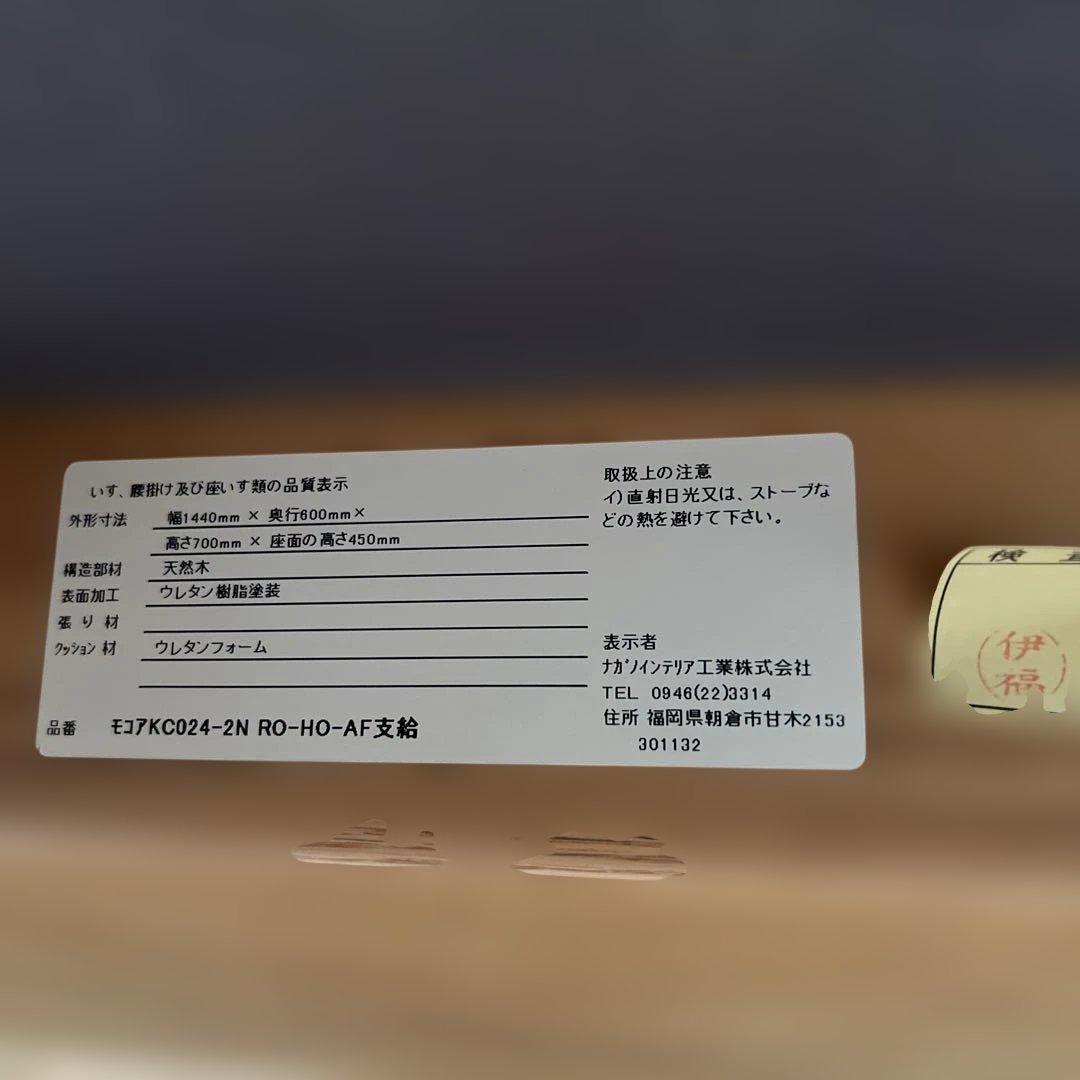 いす、腰掛け及び座いす類の品質表示
外形寸法 幅1440mm × 奥行600mm×
高さ700mm × 座面の高さ450mm
構造部材 天然木
表面加工 ウレタン樹脂塗装
張り材
クッション材 ウレタンフォーム
品番 モコアKC024-2N RO-HO-AF支給
取扱上の注意
イ)直射日光又は、ストーブな
どの熱を避けて下さい。
表示者
ナガノインテリア工業株式会社
TEL 0946(22)3314
住所 福岡県朝倉市甘木2153
301132
検
伊
福